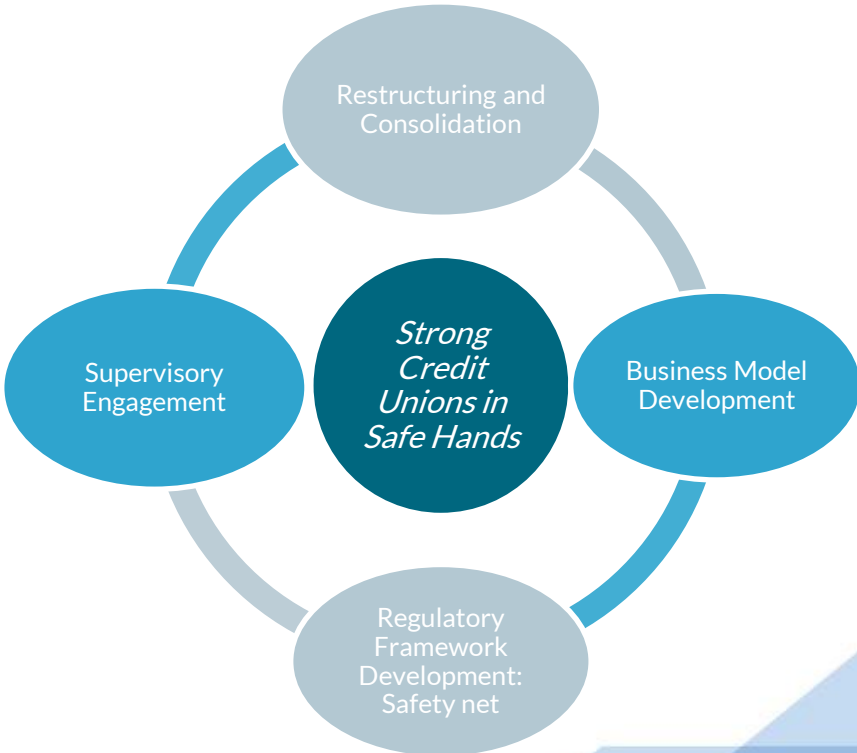 Restructuring and
Consolidation
Supervisory
Engagement
Strong
Credit
Unions in
Safe Hands
Business Model
Development
Regulatory
Framework
Development:
Safety net